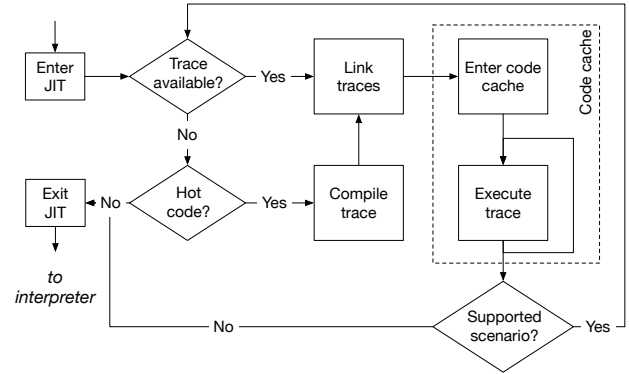 Enter
JIT
Trace
available?
Yes
Link
traces
Enter code
cache
Code cache
No
Exit
JIT
No
Hot
code?
Yes
Compile
trace
Execute
trace
to
interpreter
No
Supported
scenario?
Yes